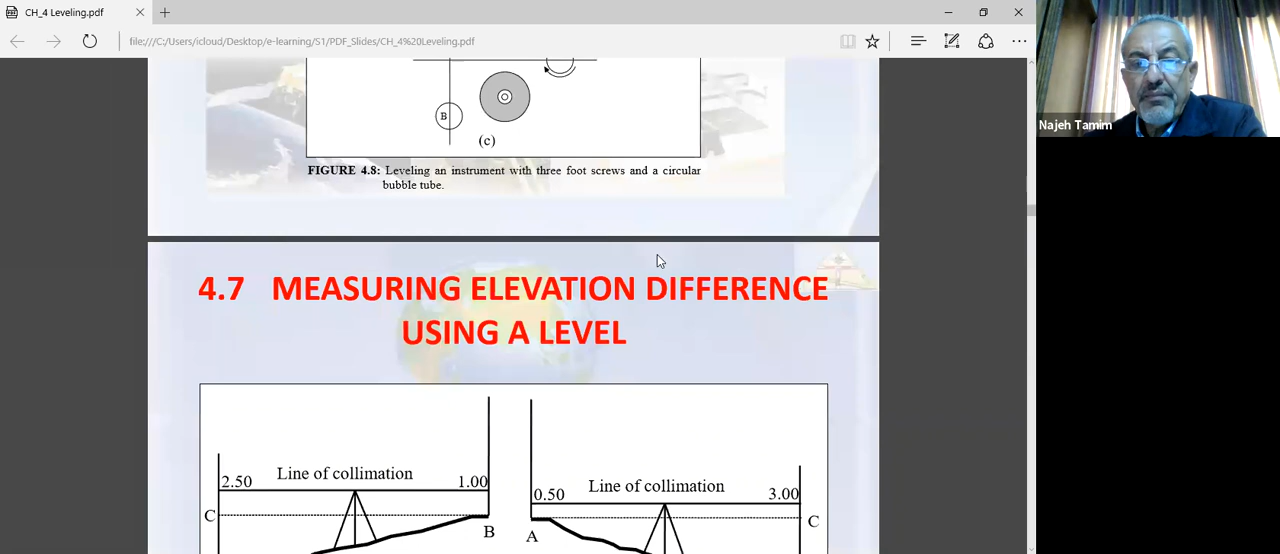 CH_4 Leveling.pdf
file:///C:/Users/icloud/Desktop/e-learning/S1/PDF_Slides/CH_4%20Leveling.pdf
Najeh Tamim
B
(c)
FIGURE 4.8: Leveling an instrument with three foot screws and a circular
bubble tube.
4.7 MEASURING ELEVATION DIFFERENCE
USING A LEVEL
2.50 Line of collimation 1.00
C
B
0.50 Line of collimation 3.00
C
A